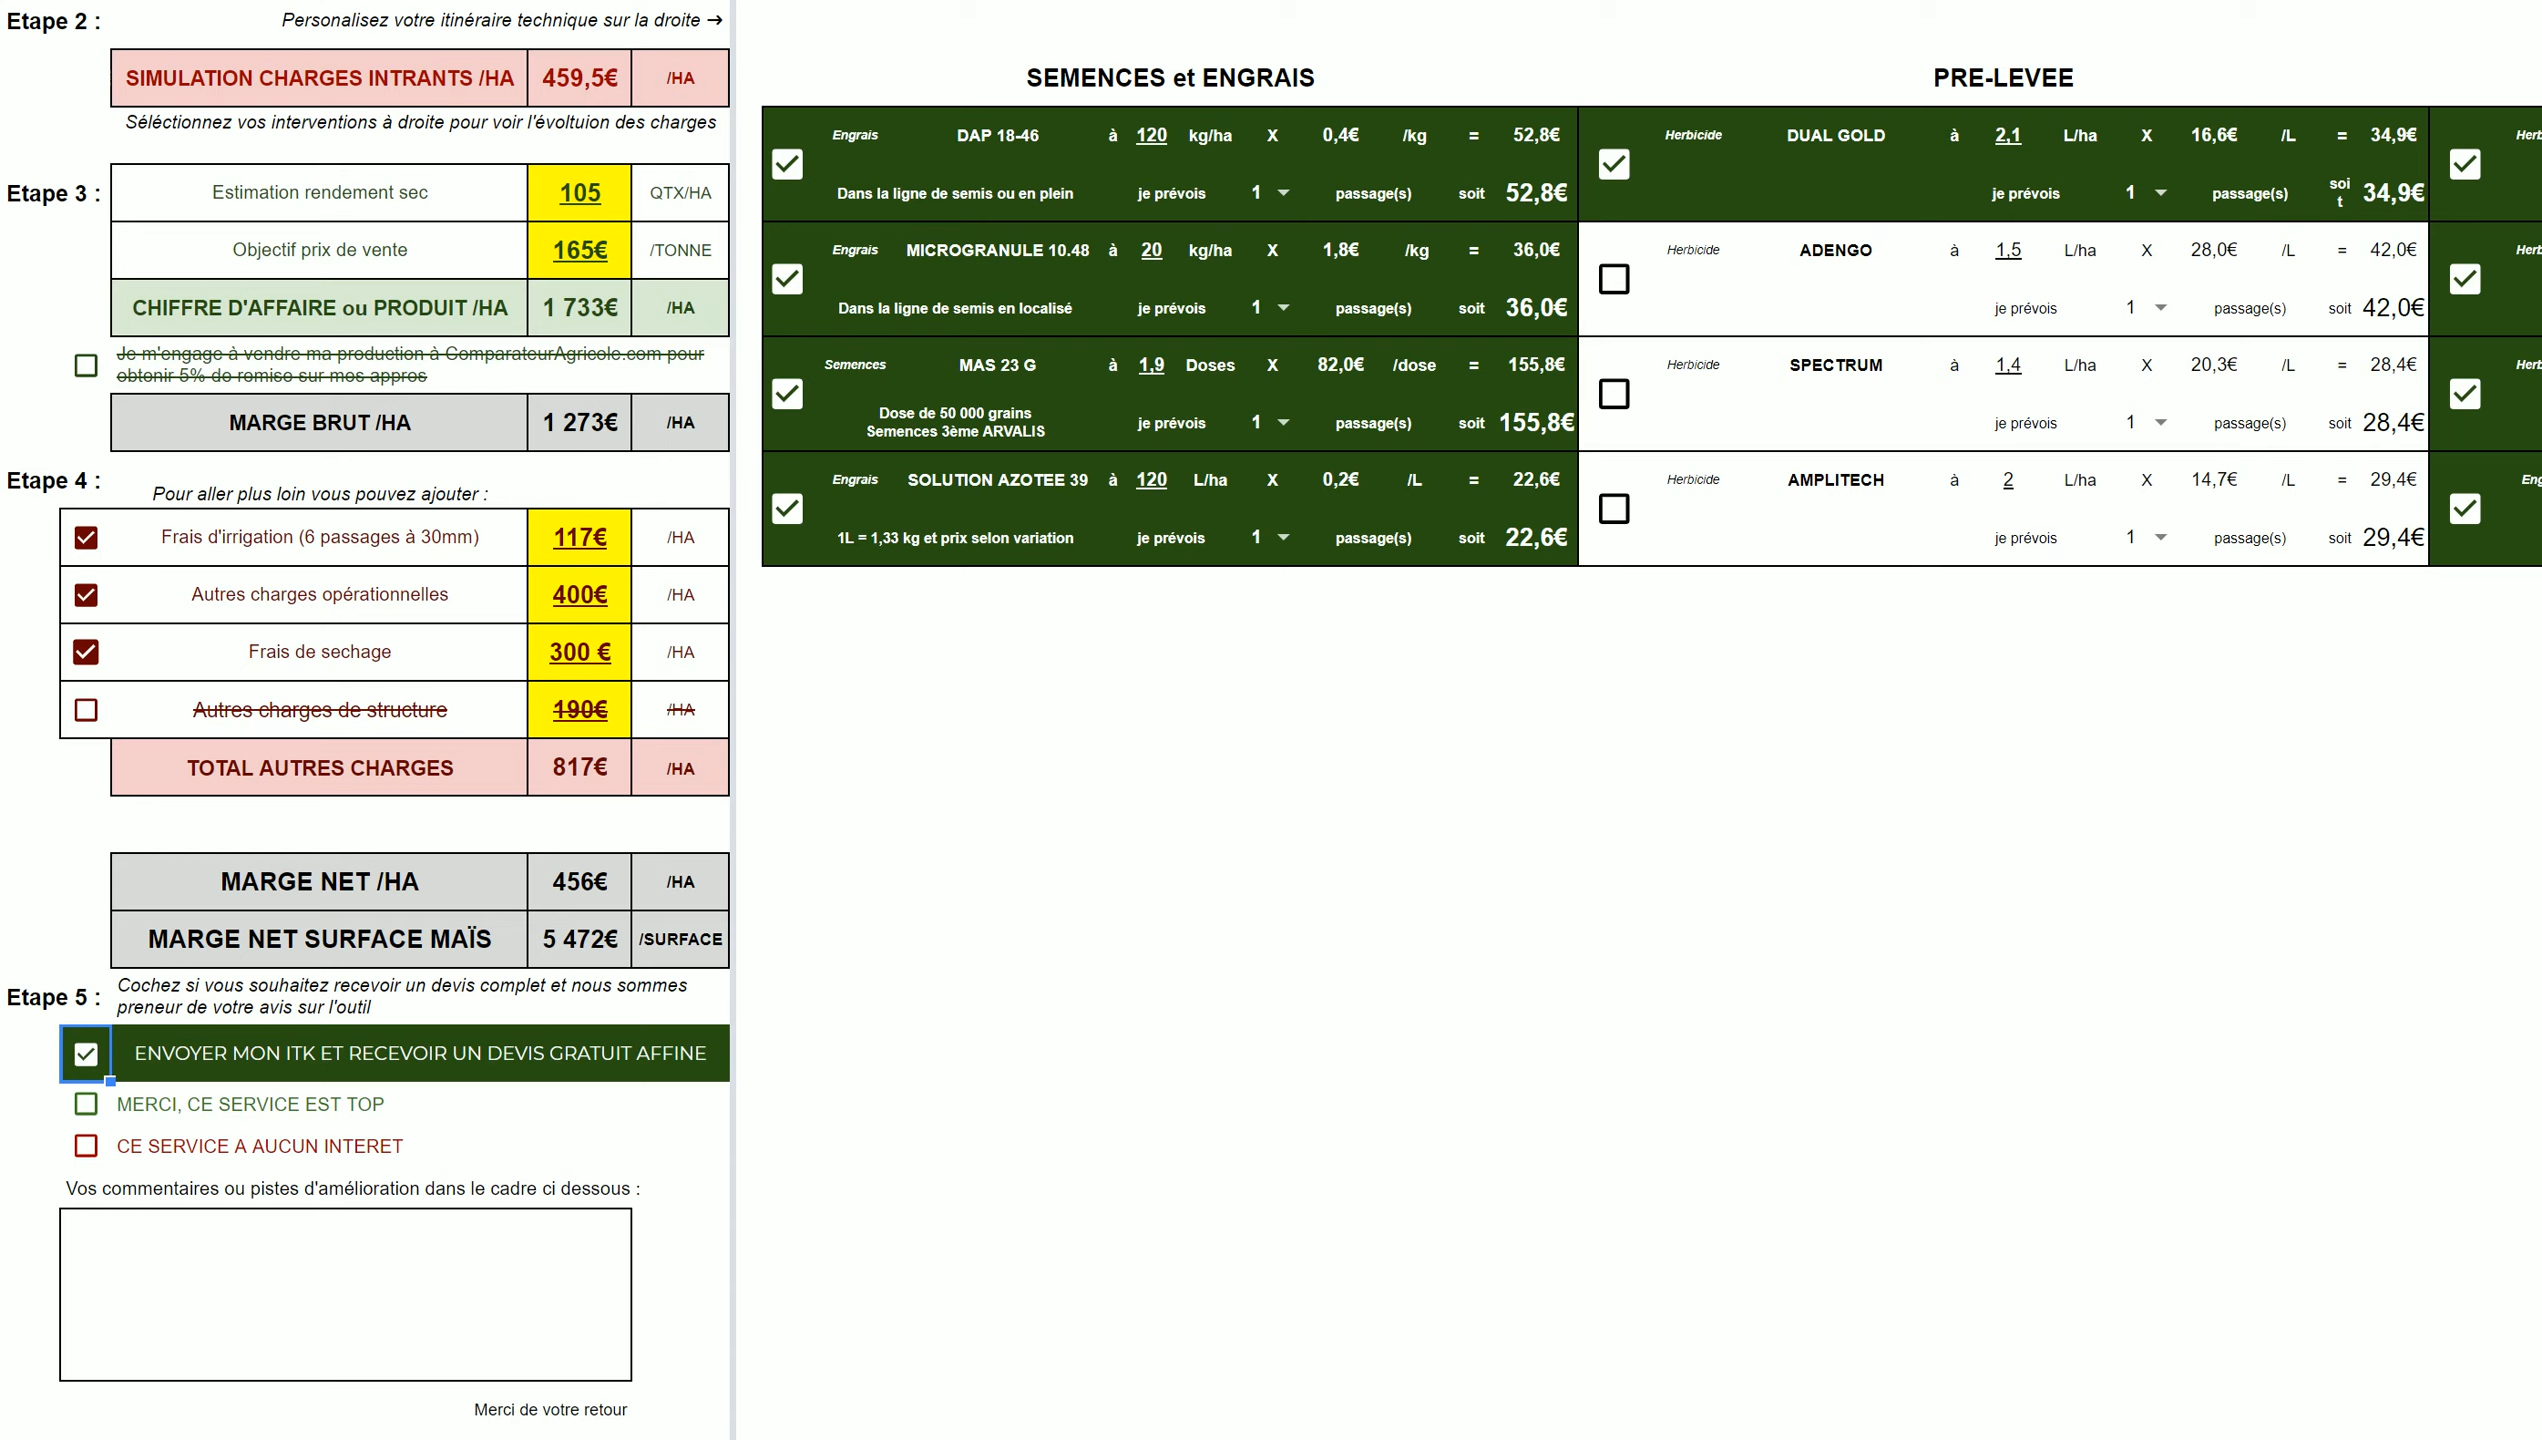 Etape 2 :
Personalisez votre itinéraire technique sur la droite →
SIMULATION CHARGES INTRANTS /HA 459,5€ /HA
Séléctionnez vos interventions à droite pour voir l'évoltuion des charges
Etape 3 :
Estimation rendement sec 105 QTX/HA
Objectif prix de vente 165€ /TONNE
CHIFFRE D'AFFAIRE ou PRODUIT /HA 1 733€ /HA
Je m'engage à vendre ma production à ComparateurAgricole.com pour
obtenir 5% de remise sur mes appros
MARGE BRUT /HA 1 273€ /HA
Etape 4 :
Pour aller plus loin vous pouvez ajouter :
Frais d'irrigation (6 passages à 30mm) 117€ /HA
Autres charges opérationnelles 400€ /HA
Frais de sechage 300 € /HA
Autres charges de structure 190€ /HA
TOTAL AUTRES CHARGES 817€ /HA
MARGE NET /HA 456€ /HA
MARGE NET SURFACE MAÏS 5 472€ /SURFACE
Etape 5 :
Cochez si vous souhaitez recevoir un devis complet et nous sommes
preneur de votre avis sur l'outil
ENVOYER MON ITK ET RECEVOIR UN DEVIS GRATUIT AFFINE
MERCI, CE SERVICE EST TOP
CE SERVICE A AUCUN INTERET
Vos commentaires ou pistes d'amélioration dans le cadre ci dessous :
Merci de votre retour
SEMENCES et ENGRAIS
Engrais DAP 18-46 à 120 kg/ha X 0,4€ /kg = 52,8€
Dans la ligne de semis ou en plein je prévois 1 passage(s) soit 52,8€
Engrais MICROGRANULE 10.48 à 20 kg/ha X 1,8€ /kg = 36,0€
Dans la ligne de semis en localisé je prévois 1 passage(s) soit 36,0€
Semences MAS 23 G à 1,9 Doses X 82,0€ /dose = 155,8€
Dose de 50 000 grains
Semences 3ème ARVALIS je prévois 1 passage(s) soit 155,8€
Engrais SOLUTION AZOTEE 39 à 120 L/ha X 0,2€ /L = 22,6€
1L = 1,33 kg et prix selon variation je prévois 1 passage(s) soit 22,6€
PRE-LEVEE
Herbicide DUAL GOLD à 2,1 L/ha X 16,6€ /L = 34,9€
je prévois 1 passage(s) soit 34,9€
Herbicide ADENGO à 1,5 L/ha X 28,0€ /L = 42,0€
je prévois 1 passage(s) soit 42,0€
Herbicide SPECTRUM à 1,4 L/ha X 20,3€ /L = 28,4€
je prévois 1 passage(s) soit 28,4€
Herbicide AMPLITECH à 2 L/ha X 14,7€ /L = 29,4€
je prévois 1 passage(s) soit 29,4€